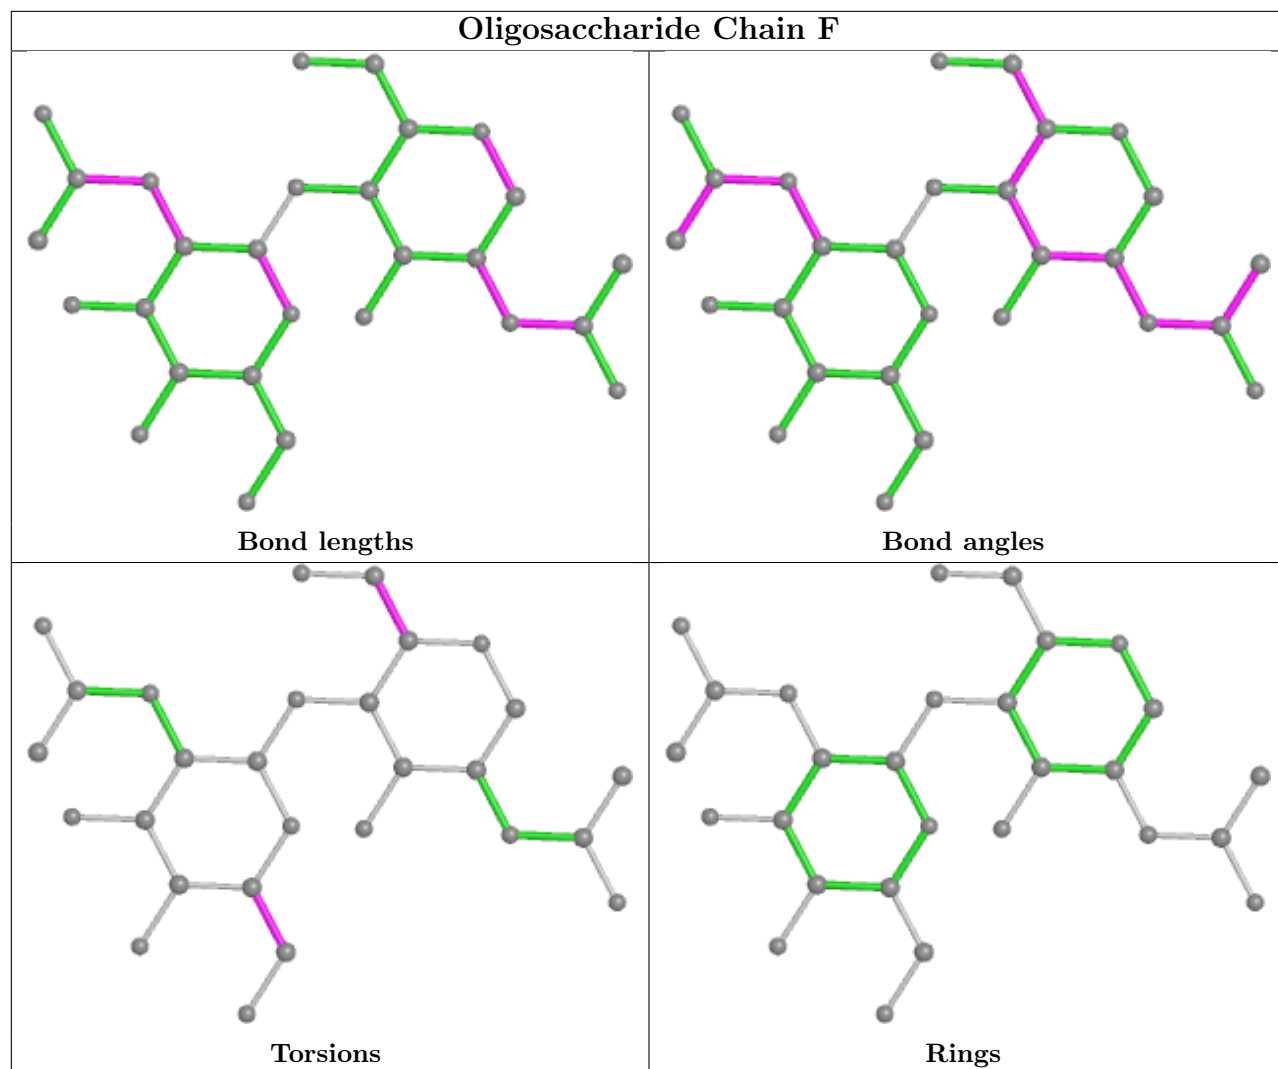 Oligosaccharide Chain F
Bond lengths
Bond angles
Torsions
Rings